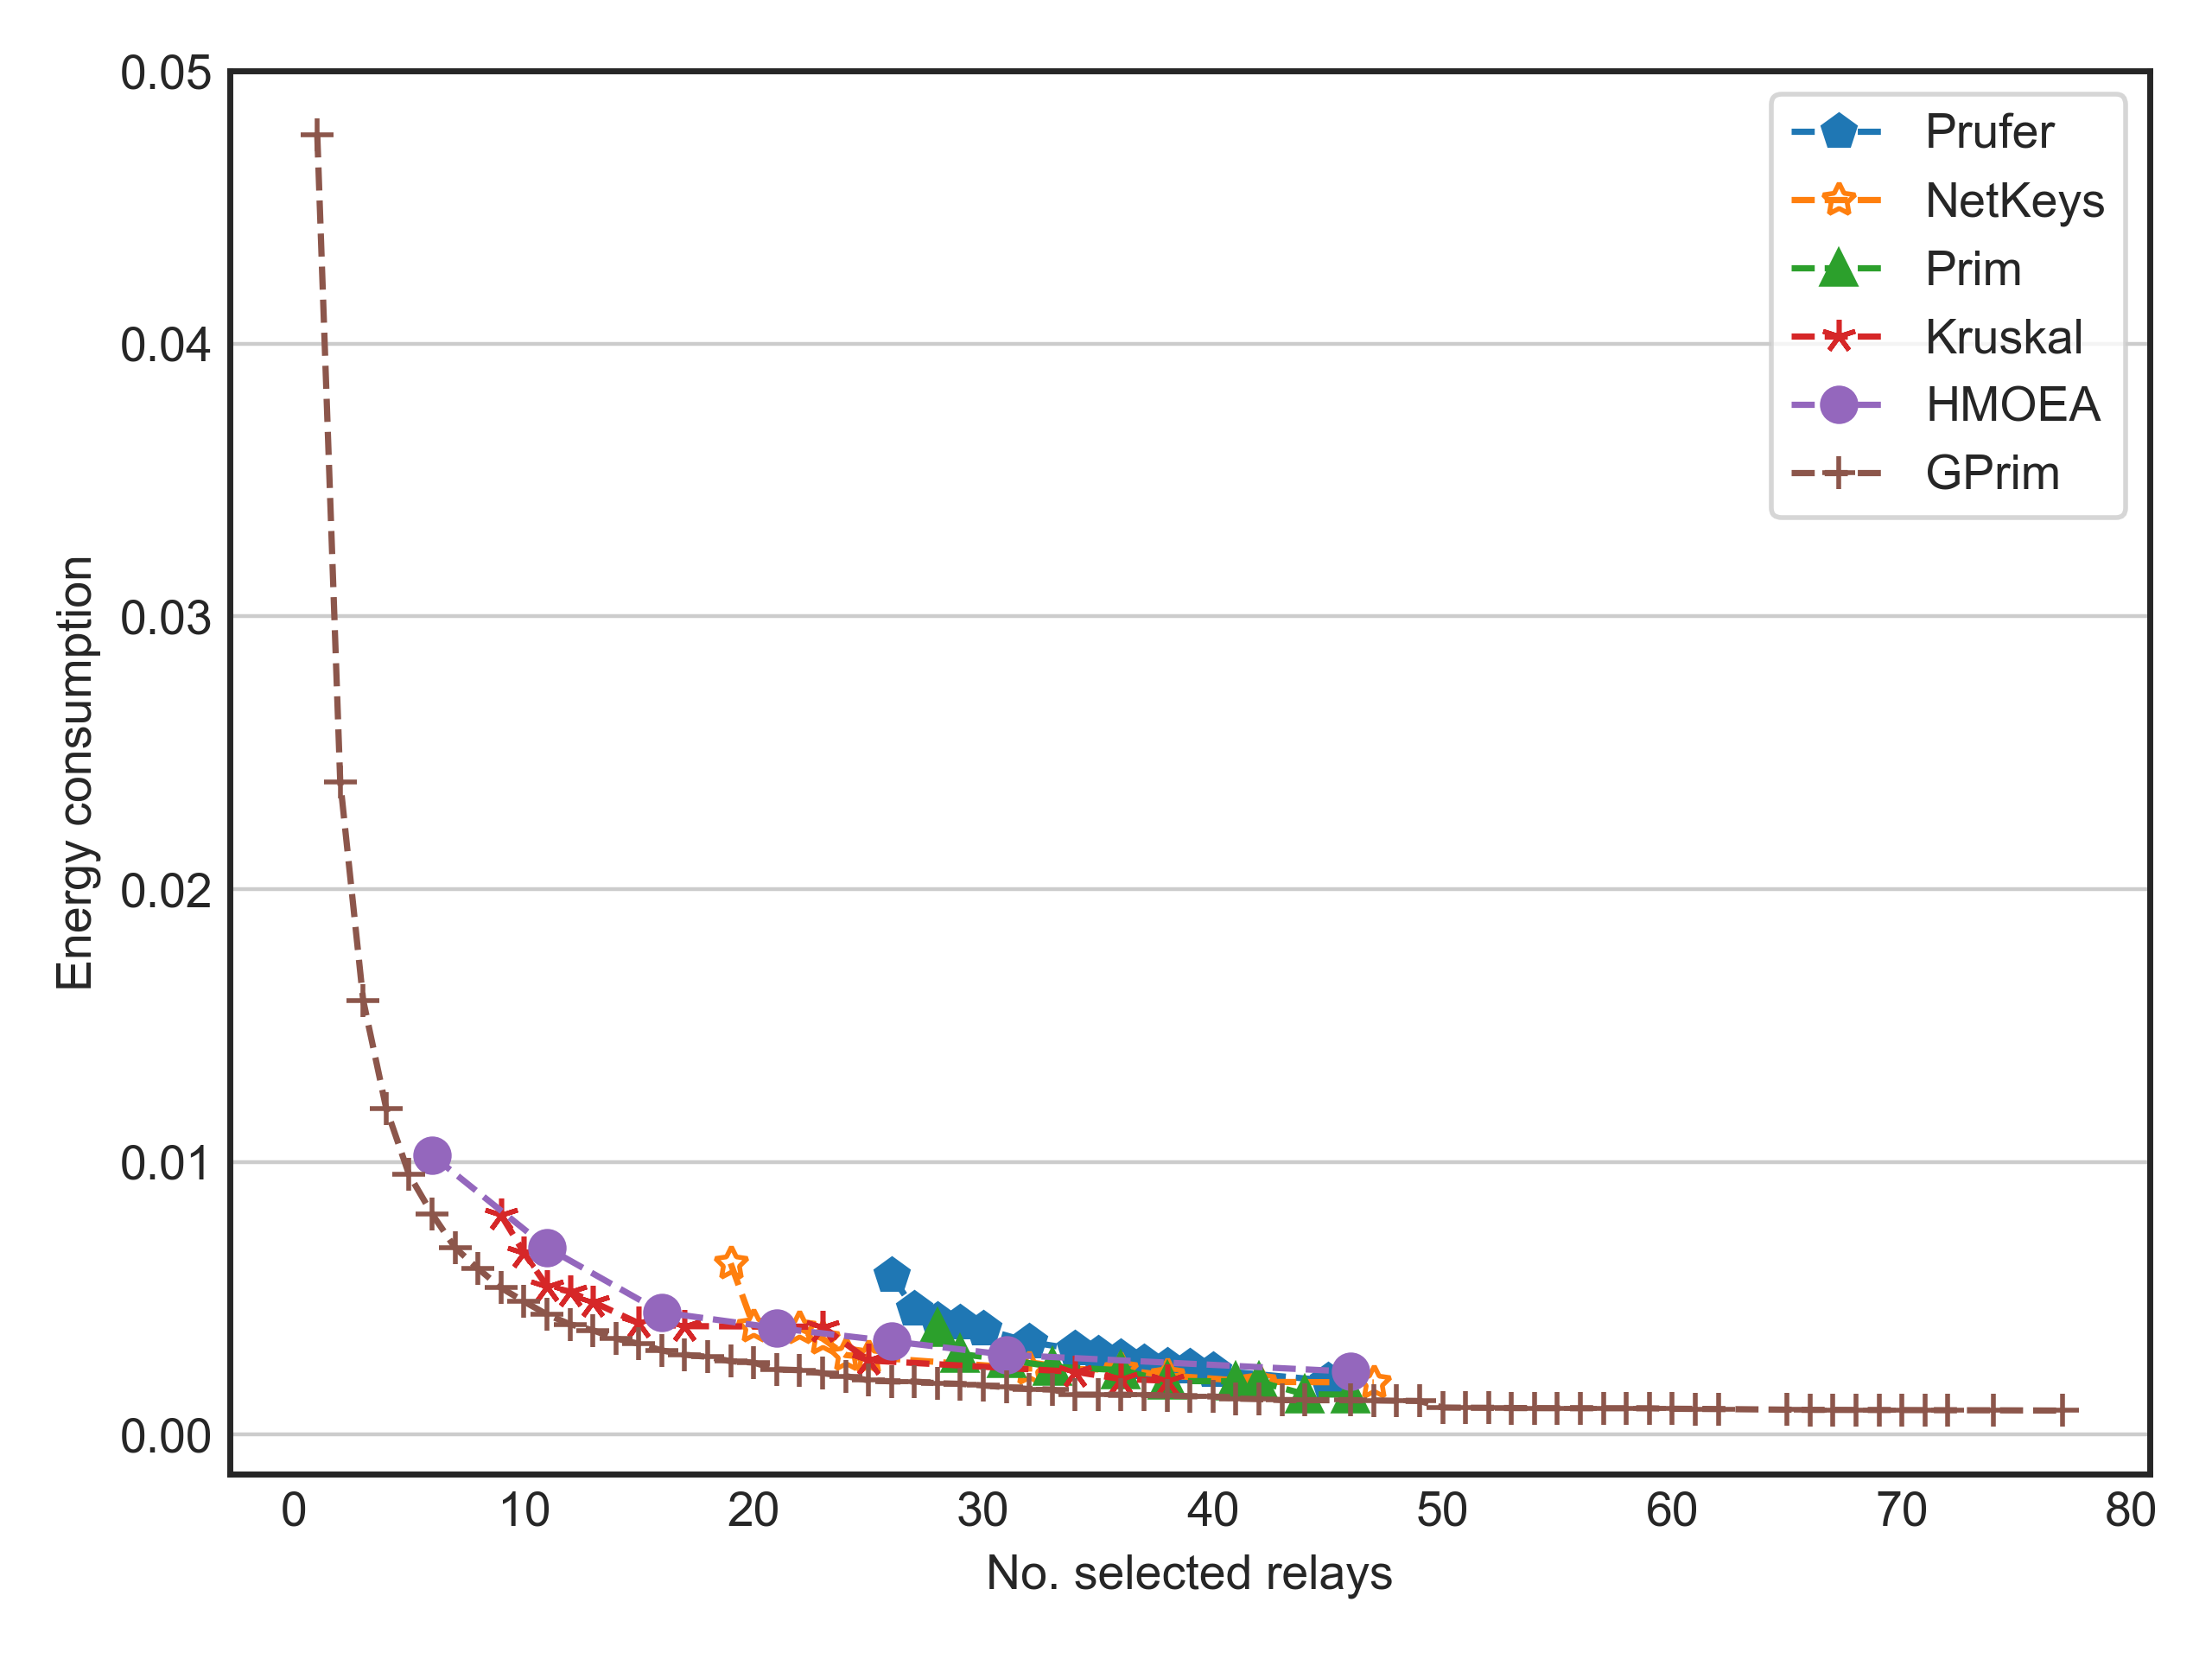 0.05
0.04
0.03
0.02
0.01
0.00
Energy consumption
0 10 20 30 40 50 60 70 80
No. selected relays
Prufer
NetKeys
Prim
Kruskal
HMOEA
GPrim